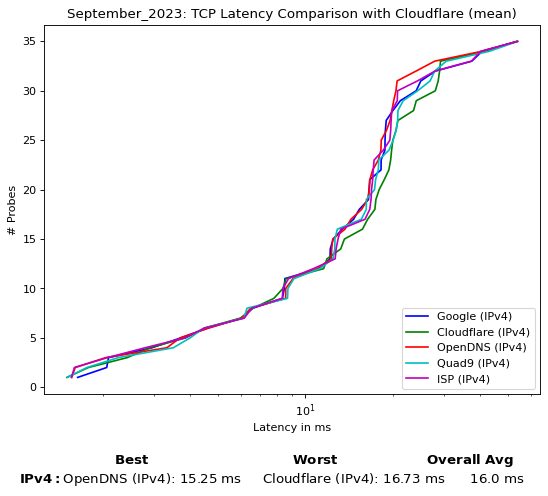 September_2023: TCP Latency Comparison with Cloudflare (mean)
35
30
25
20
15
10
5
0
# Probes
Google (IPv4)
Cloudflare (IPv4)
OpenDNS (IPv4)
Quad9 (IPv4)
ISP (IPv4)
10¹
Latency in ms
Best Worst Overall Avg
IPv4: OpenDNS (IPv4): 15.25 ms Cloudflare (IPv4): 16.73 ms 16.0 ms